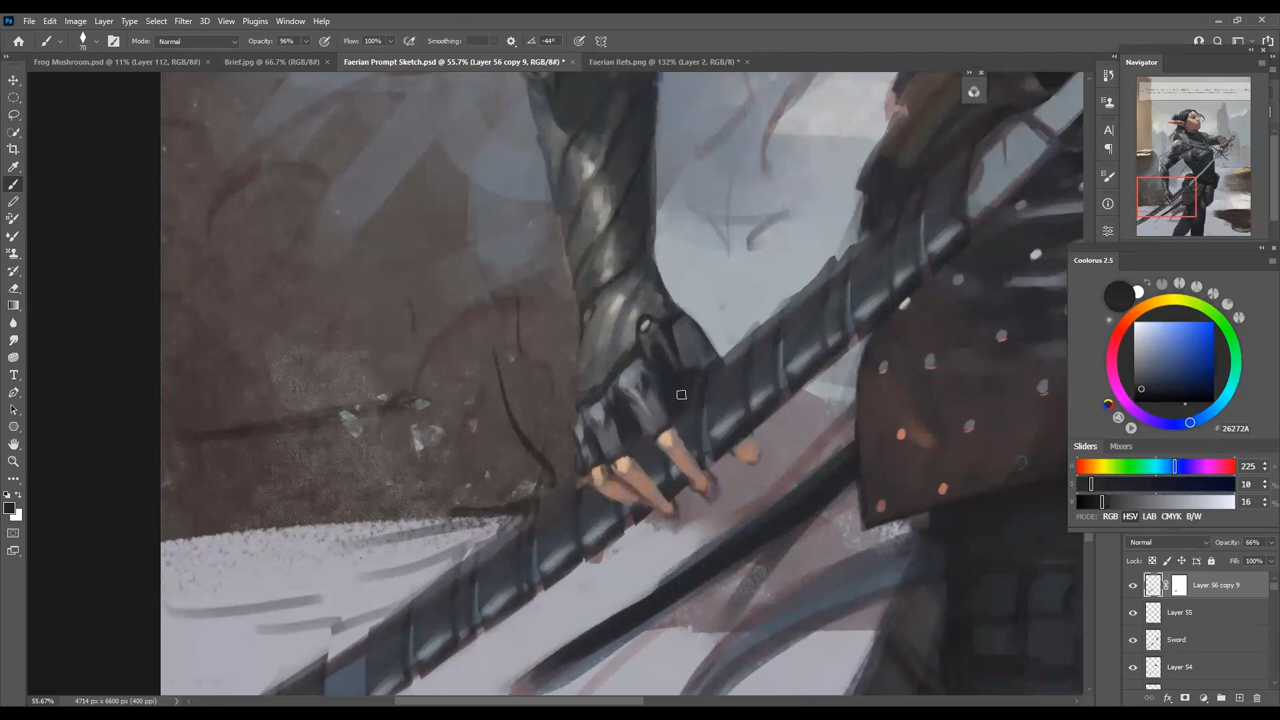 File Edit Image Layer Type Select Filter 3D View Plugins Window Help
70 Mode: Normal Opacity: 96% Flow: 100% Smoothing: -44°
Frog Mushroom.psd @ 11% (Layer 112, RGB/8#) × Brief.jpg @ 66.7% (RGB/8#) × Faerian Prompt Sketch.psd @ 55.7% (Layer 56 copy 9, RGB/8#) * × Faerian Refs.png @ 132% (Layer 2, RGB/8*) * ×
Navigator
Coolorus 2.5
# 26272A
Sliders Mixers
H 225
S 10 %
V 16 %
MODE: RGB HSV LAB CMYK B/W
Normal Opacity: 66%
Lock: Fill: 100%
Layer 56 copy 9
Layer 55
Sword
Layer 54
55.67% 4714 px x 6600 px (400 ppi)